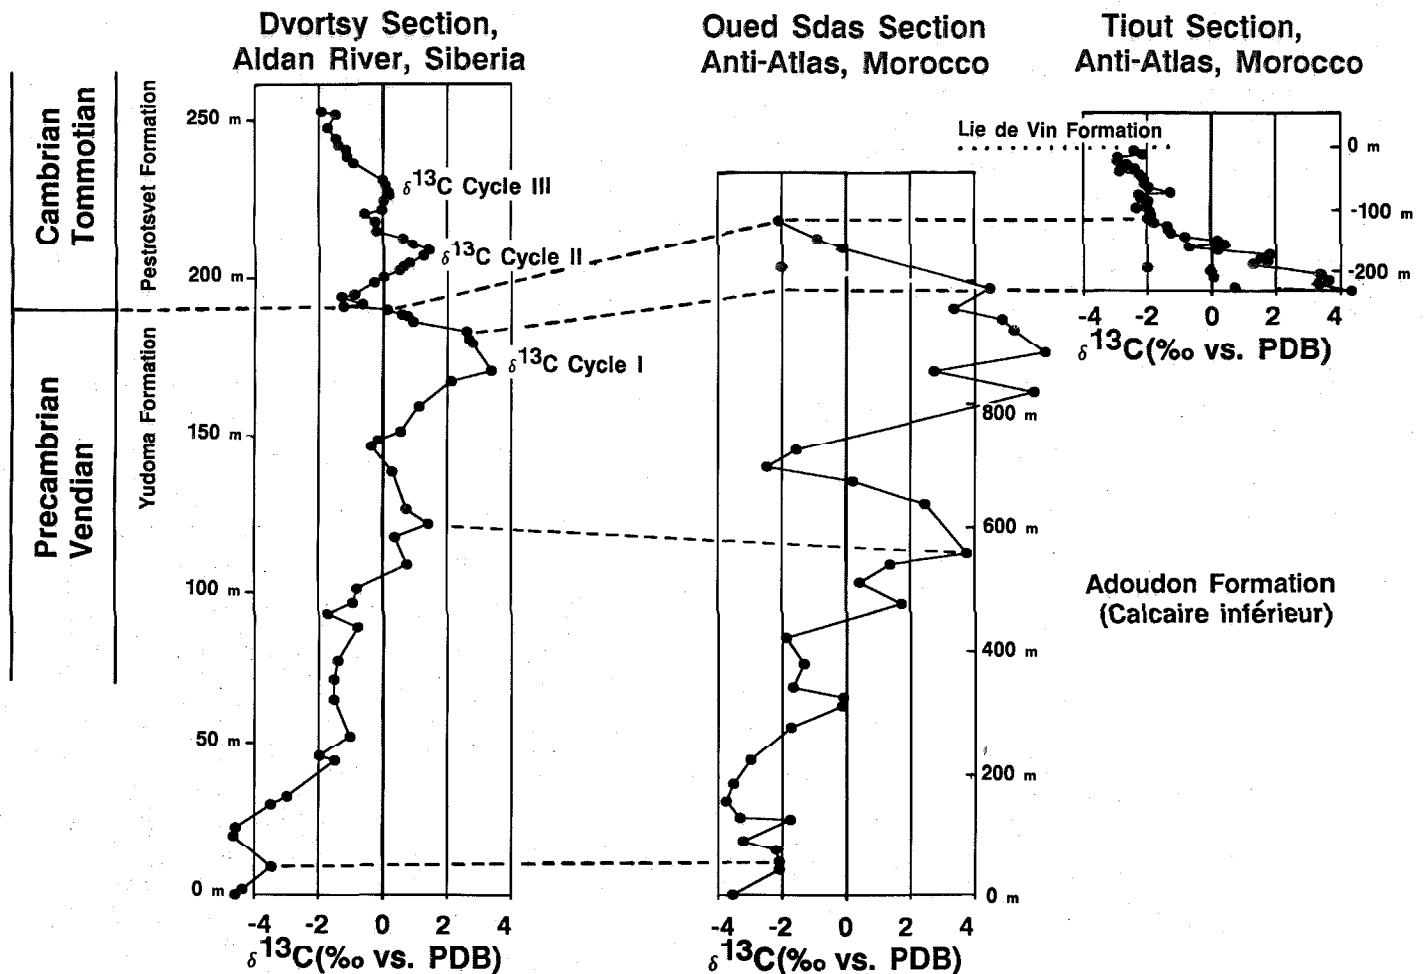 Dvortsy Section,
Aldan River, Siberia
Oued Sdas Section
Anti-Atlas, Morocco
Tiout Section,
Anti-Atlas, Morocco
Cambrian
Tommotian
Pestrotsvet Formation
Precambrian
Vendian
Yudoma Formation
250 m
200 m
150 m
100 m
50 m
0 m
δ13C Cycle III
δ13C Cycle II
δ13C Cycle I
-4 -2 0 2 4
δ13C(‰ vs. PDB)
800 m
600 m
400 m
200 m
0 m
-4 -2 0 2 4
δ13C(‰ vs. PDB)
Lie de Vin Formation
0 m
-100 m
-200 m
-4 -2 0 2 4
δ13C(‰ vs. PDB)
Adoudon Formation
(Calcaire inférieur)